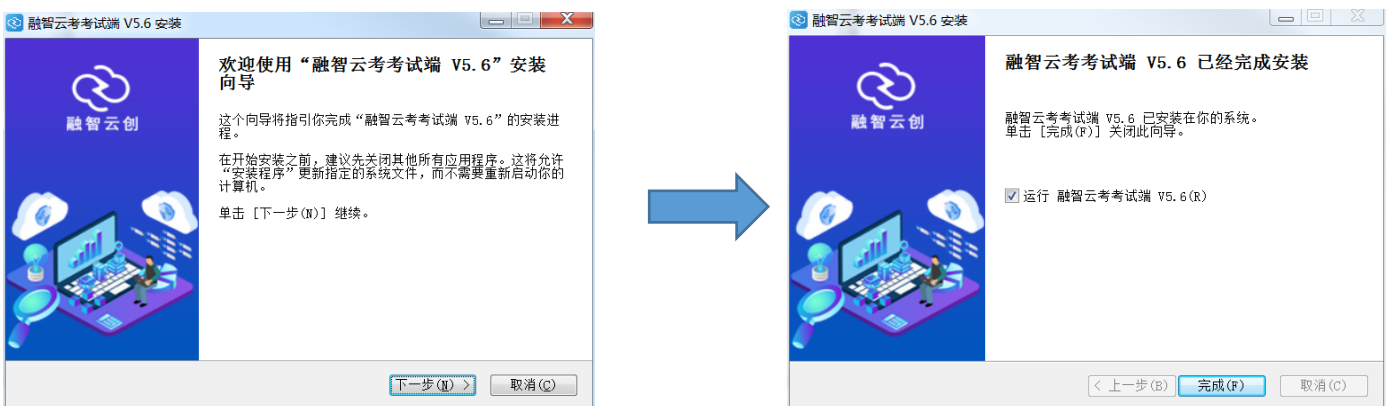 融智云考考试端 V5.6 安装
融智云创
欢迎使用“融智云考考试端 V5.6”安装
向导
这个向导将指引你完成“融智云考考试端 V5.6”的安装进
程。
在开始安装之前，建议先关闭其他所有应用程序。这将允许
“安装程序”更新指定的系统文件，而不需要重新启动你的
计算机。
单击 [下一步(N)] 继续。
下一步(N) >
取消(C)
融智云考考试端 V5.6 安装
融智云创
融智云考考试端 V5.6 已经完成安装
融智云考考试端 V5.6 已安装在你的系统。
单击 [完成(F)] 关闭此向导。
运行 融智云考考试端 V5.6(R)
< 上一步(B)
完成(F)
取消(C)